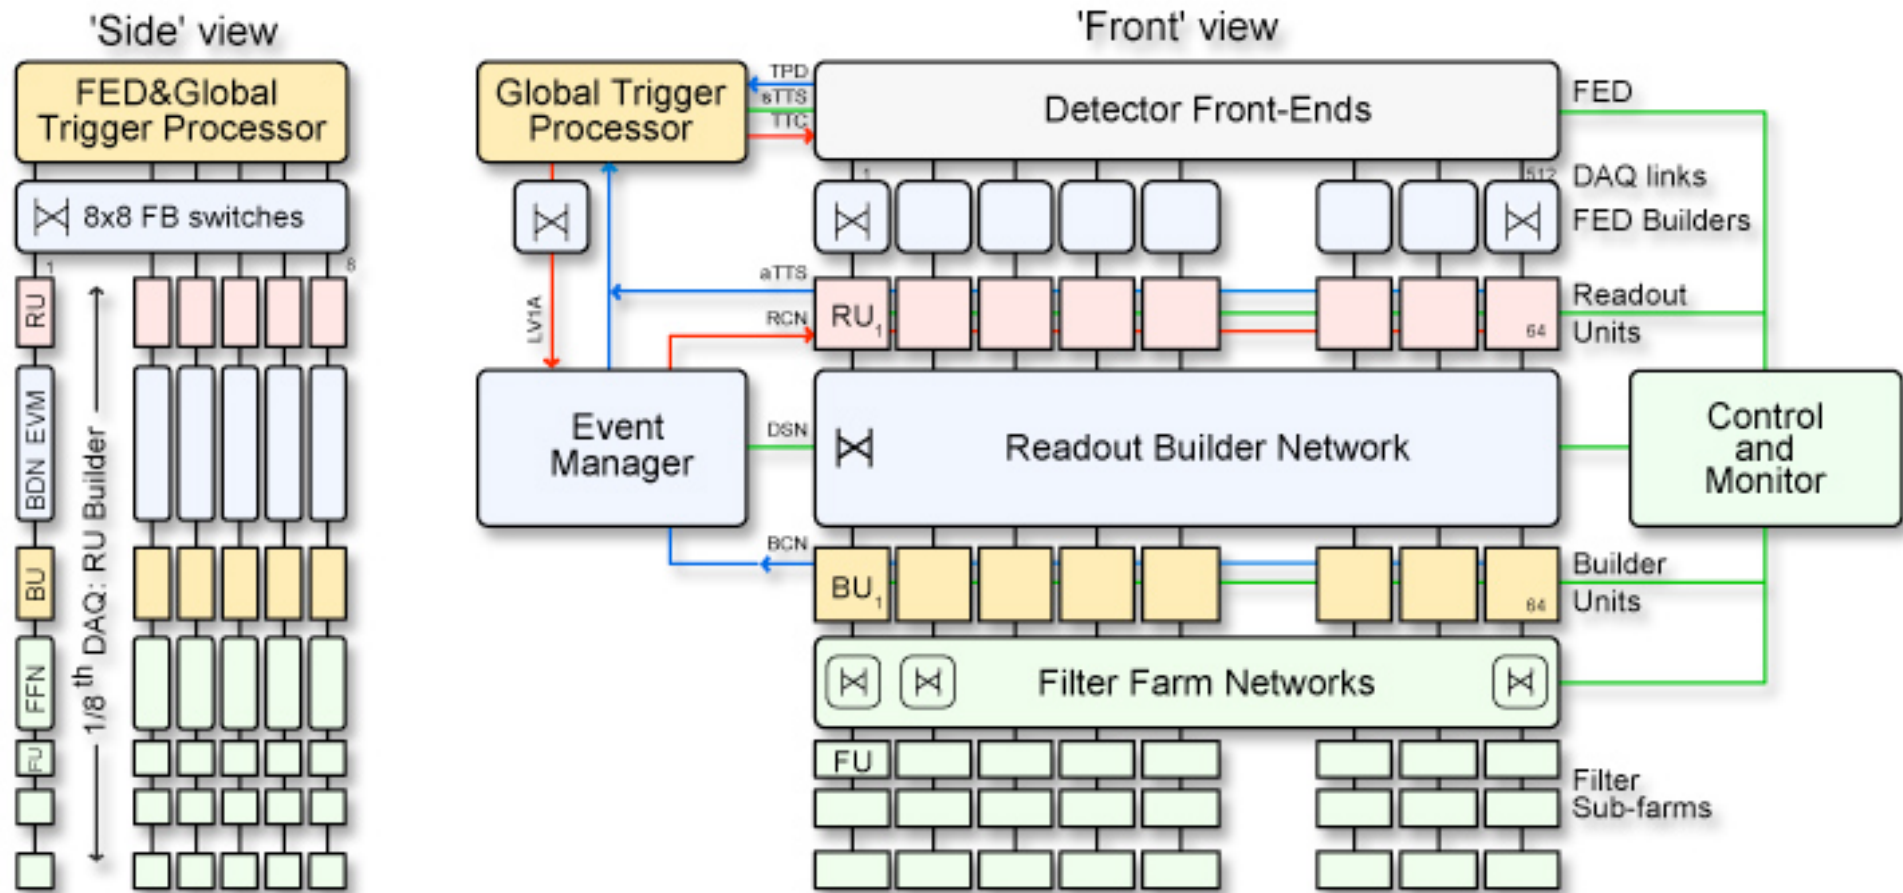 'Side' view
FED&Global
Trigger Processor
8x8 FB switches
1
8
RU
BDN EVM
BU
FFN
FU
1/8th DAQ: RU Builder
'Front' view
Global Trigger
Processor
TPD
sTTS
TTC
Detector Front-Ends
FED
1
512
DAQ links
FED Builders
LV1A
aTTS
RCN
RU1
64
Readout
Units
Event
Manager
DSN
Readout Builder Network
Control
and
Monitor
BCN
BU1
64
Builder
Units
Filter Farm Networks
FU
Filter
Sub-farms